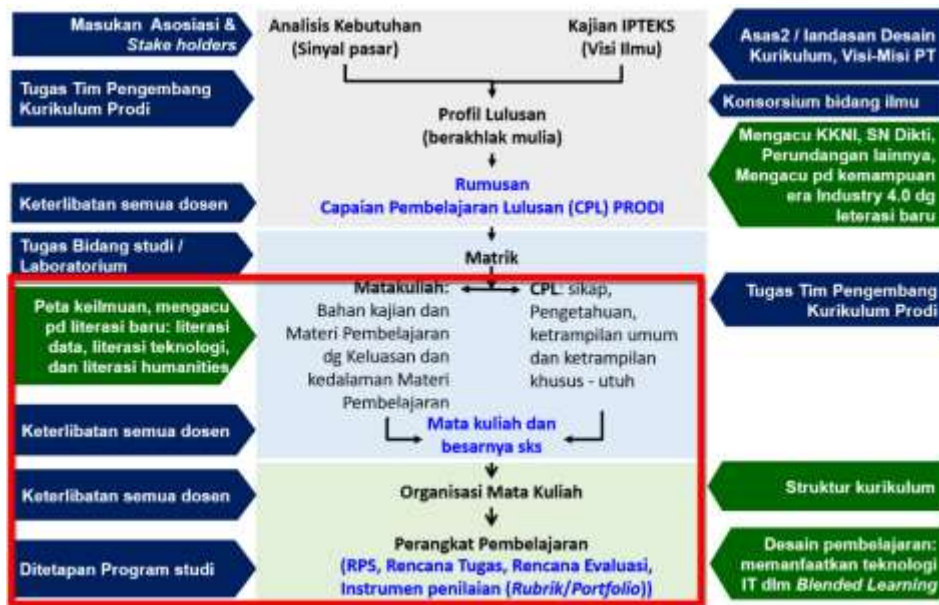 Masukan Asosiasi &
Stake holders
Analisis Kebutuhan
(Sinyal pasar)
Kajian IPTEKS
(Visi Ilmu)
Asas2 / landasan Desain
Kurikulum, Visi-Misi PT
Tugas Tim Pengembang
Kurikulum Prodi
Konsorsium bidang ilmu
Profil Lulusan
(berakhlak mulia)
Mengacu KKNI, SN Dikti,
Perundangan lainnya,
Mengacu pd kemampuan
era Industry 4.0 dg
leterasi baru
Rumusan
Capaian Pembelajaran Lulusan (CPL) PRODI
Keterlibatan semua dosen
Tugas Bidang studi /
Laboratorium
Matrik
Peta keilmuan, mengacu
pd literasi baru: literasi
data, literasi teknologi,
dan literasi humanities
Matakuliah:
Bahan kajian dan
Materi Pembelajaran
dg Keluasan dan
kedalaman Materi
Pembelajaran
CPL: sikap,
Pengetahuan,
ketrampilan umum
dan ketrampilan
khusus - utuh
Tugas Tim Pengembang
Kurikulum Prodi
Keterlibatan semua dosen
Mata kuliah dan
besarnya sks
Keterlibatan semua dosen
Organisasi Mata Kuliah
Struktur kurikulum
Ditetapan Program studi
Perangkat Pembelajaran
(RPS, Rencana Tugas, Rencana Evaluasi,
Instrumen penilaian (Rubrik/Portfolio))
Desain pembelajaran:
memanfaatkan teknologi
IT dlm Blended Learning